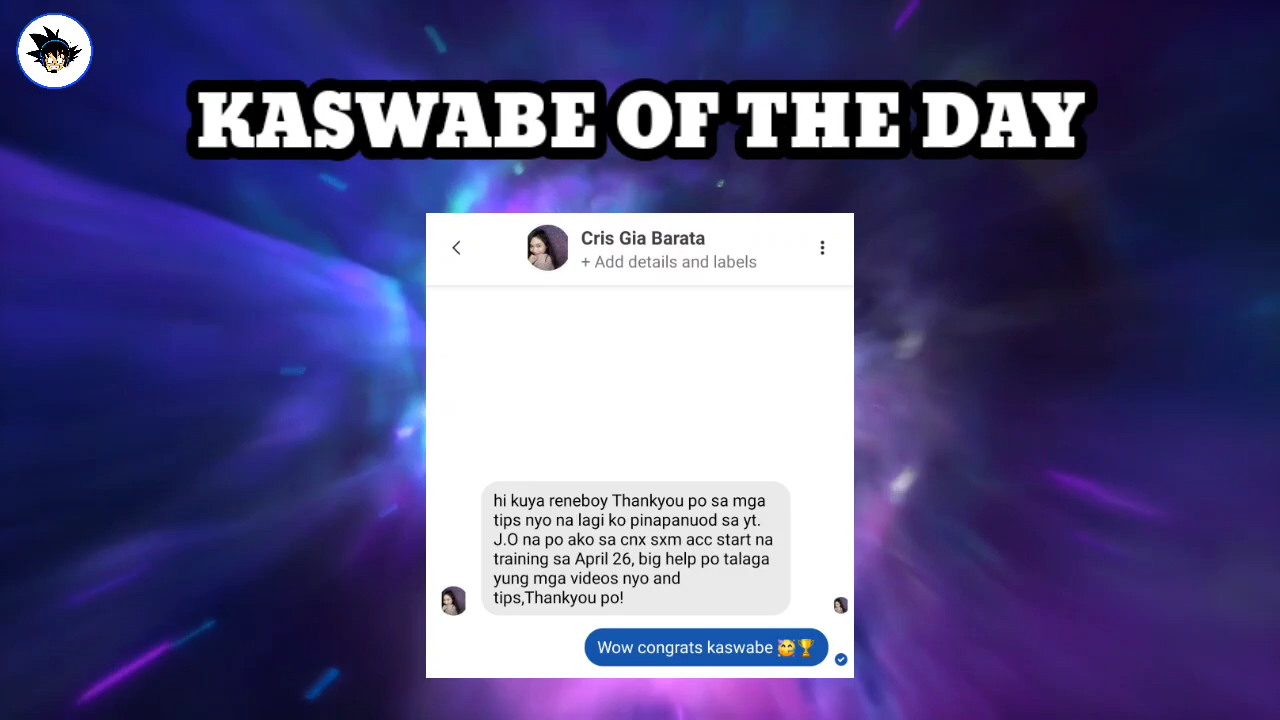 KASWABE OF THE DAY
Cris Gia Barata
+ Add details and labels
hi kuya reneboy Thankyou po sa mga
tips nyo na lagi ko pinapanuod sa yt.
J.O na po ako sa cnx sxm acc start na
training sa April 26, big help po talaga
yung mga videos nyo and
tips,Thankyou po!
Wow congrats kaswabe 🥳🏆